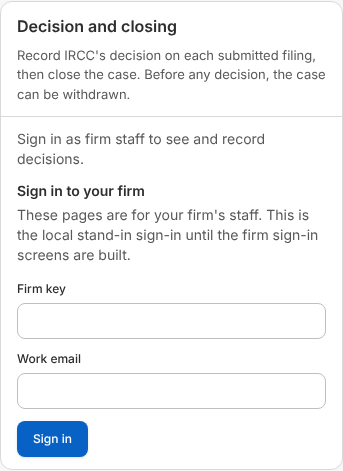 Decision and closing
Record IRCC's decision on each submitted filing,
then close the case. Before any decision, the case
can be withdrawn.
Sign in as firm staff to see and record
decisions.
Sign in to your firm
These pages are for your firm's staff. This is
the local stand-in sign-in until the firm sign-in
screens are built.
Firm key
Work email
Sign in